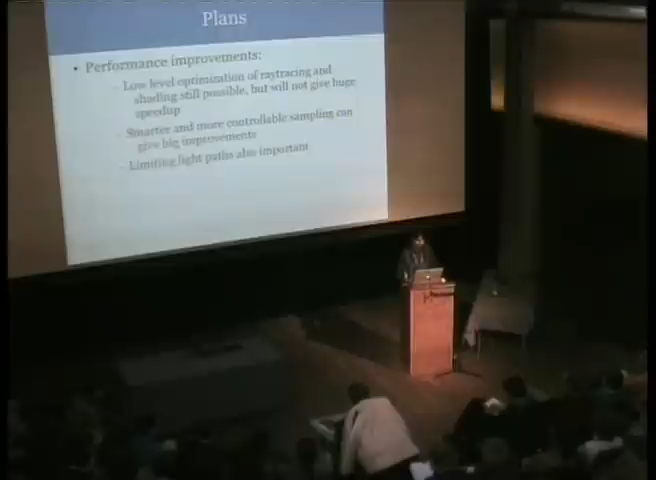 Plans
• Performance improvements:
– Low level optimization of raytracing and
shading still possible, but will not give huge
speedup
– Smarter and more controllable sampling can
give big improvements
– Limiting light paths also important